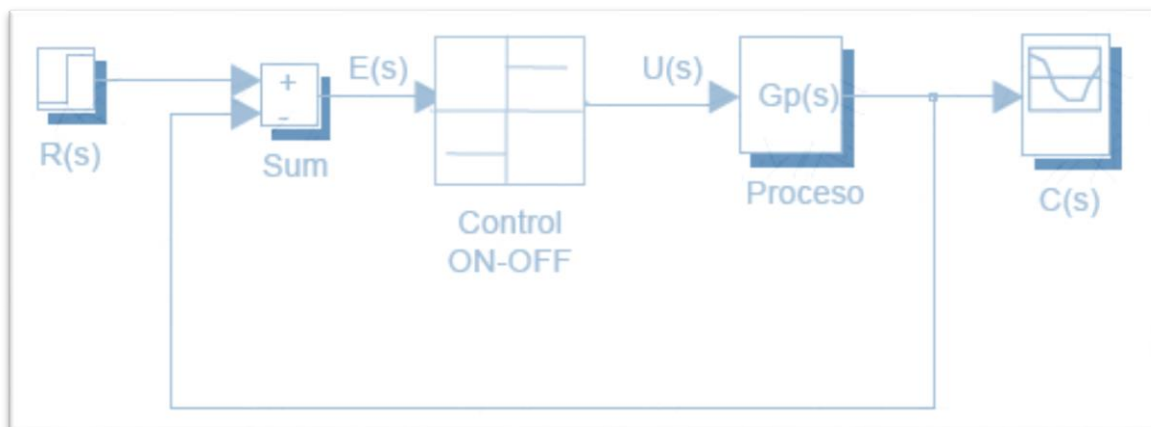 R(s)
+
-
Sum
E(s)
Control
ON-OFF
U(s)
Gp(s)
Proceso
C(s)